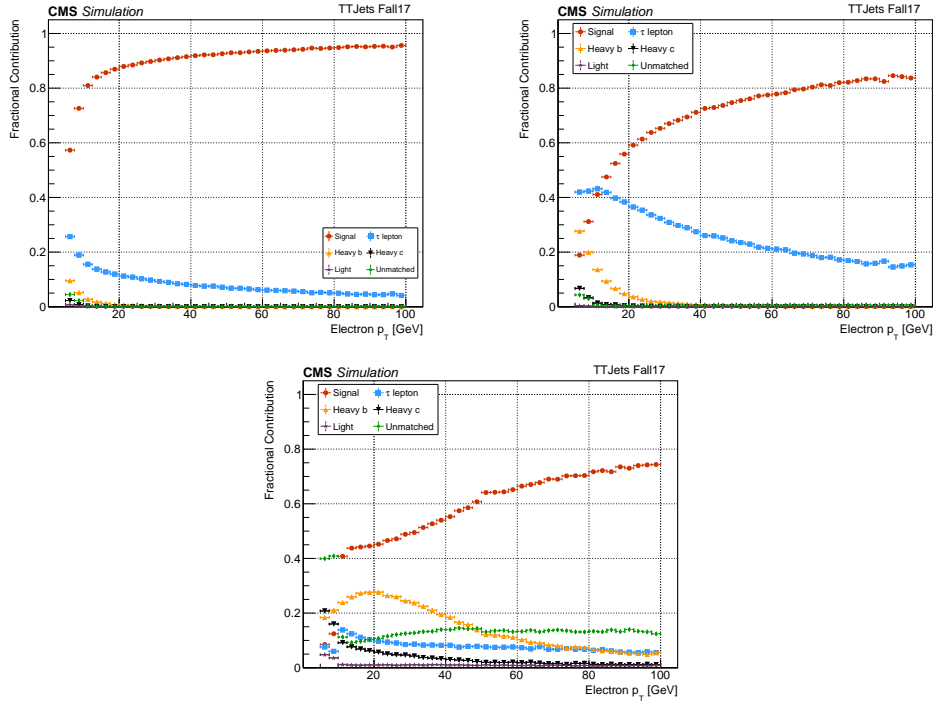 CMS Simulation TTJets Fall17
Fractional Contribution
1
0.8
0.6
0.4
0.2
0
Signal τ lepton
Heavy b Heavy c
Light Unmatched
20 40 60 80 100
Electron pT [GeV]
CMS Simulation TTJets Fall17
Fractional Contribution
1
Signal τ lepton
Heavy b Heavy c
Light Unmatched
0.8
0.6
0.4
0.2
0
20 40 60 80 100
Electron pT [GeV]
CMS Simulation TTJets Fall17
Fractional Contribution
1
Signal τ lepton
Heavy b Heavy c
Light Unmatched
0.8
0.6
0.4
0.2
0
20 40 60 80 100
Electron pT [GeV]